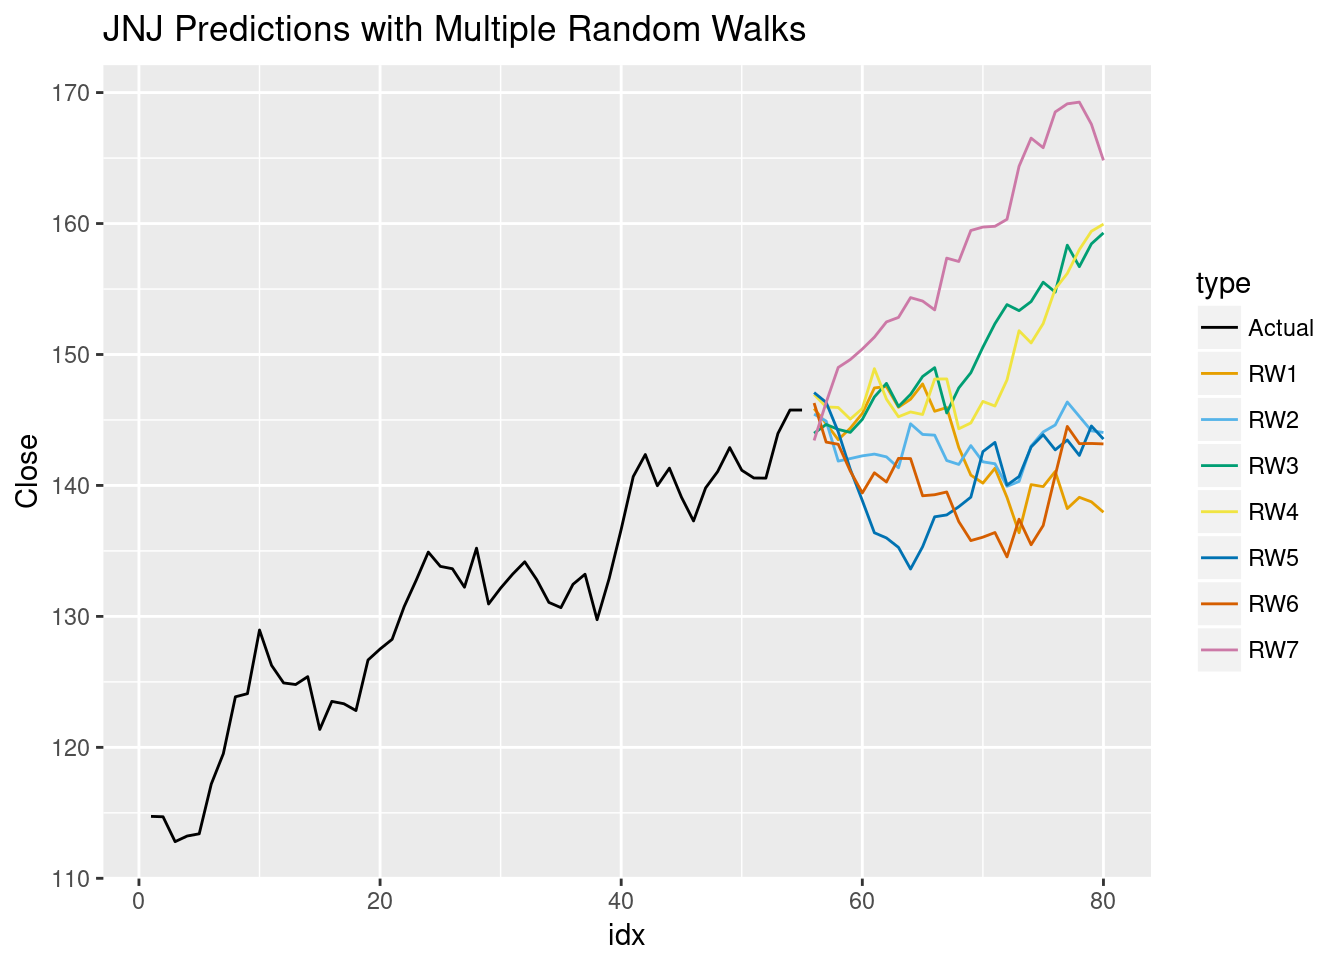 JNJ Predictions with Multiple Random Walks
Close
170
160
150
140
130
120
110
0 20 40 60 80
idx
type
Actual
RW1
RW2
RW3
RW4
RW5
RW6
RW7